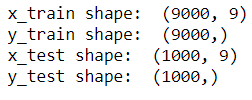 x_train shape:  (9000, 9)
y_train shape:  (9000,)
x_test shape:  (1000, 9)
y_test shape:  (1000,)